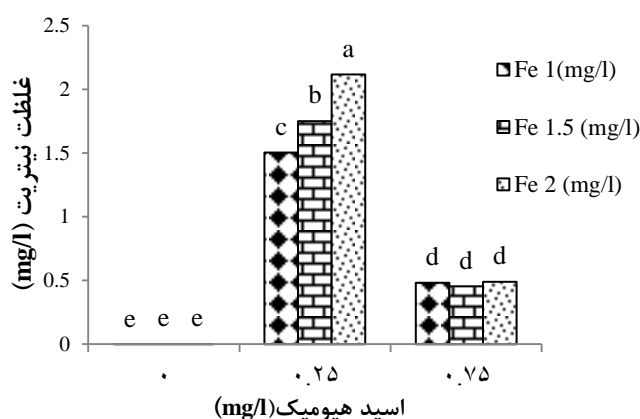 غلظت نیتریت (mg/l)
2.5
2
1.5
1
0.5
0
e e e
c b a
d d d
۰ ۰.۲۵ ۰.۷۵
اسید هیومیک(mg/l)
Fe 1(mg/l)
Fe 1.5 (mg/l)
Fe 2 (mg/l)